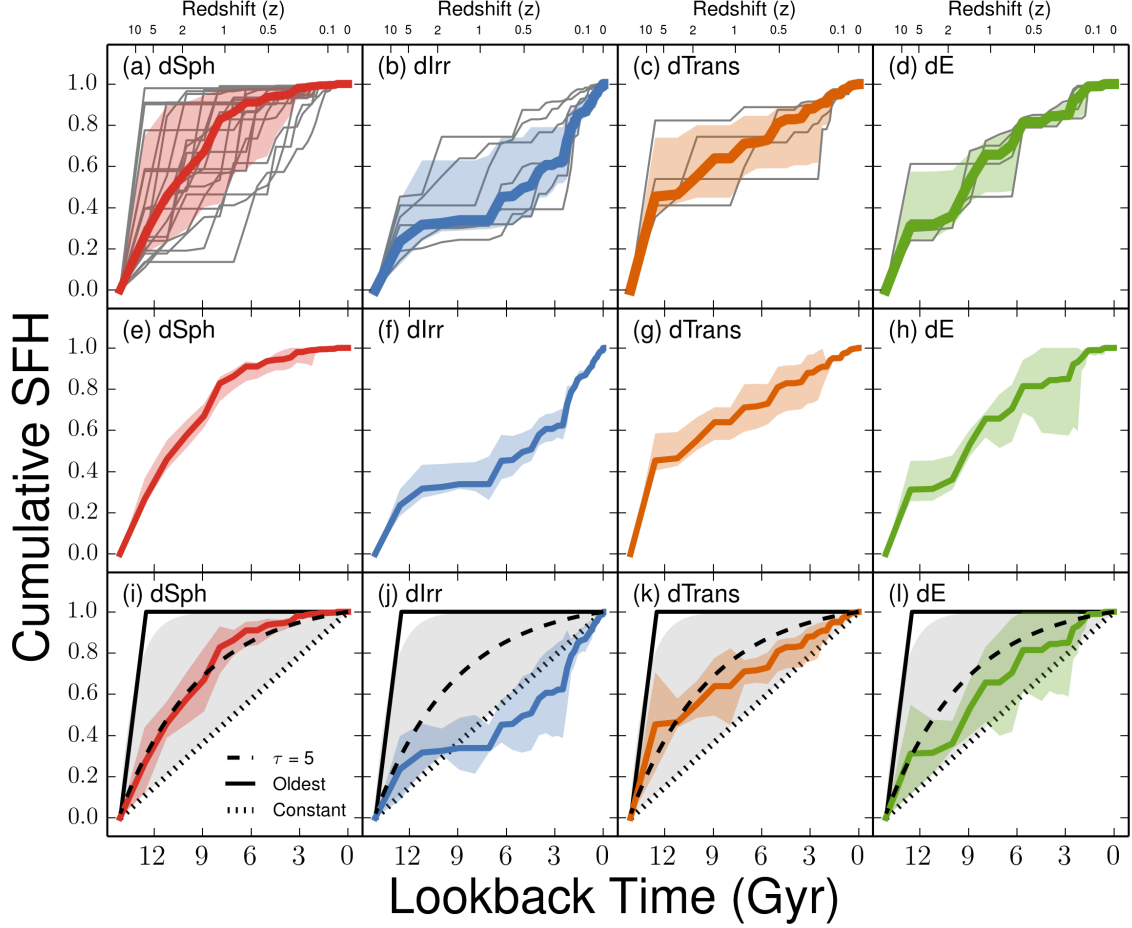 Redshift (z) Redshift (z) Redshift (z) Redshift (z)
10 5 2 1 0.5 0.1 0 10 5 2 1 0.5 0.1 0 10 5 2 1 0.5 0.1 0 10 5 2 1 0.5 0.1 0
(a) dSph (b) dIrr (c) dTrans (d) dE
1.0
0.8
0.6
0.4
0.2
0.0
(e) dSph (f) dIrr (g) dTrans (h) dE
1.0
0.8
0.6
0.4
0.2
0.0
(i) dSph (j) dIrr (k) dTrans (l) dE
1.0
0.8
0.6
0.4
0.2
0.0
τ = 5
Oldest
Constant
12 9 6 3 0 12 9 6 3 0 12 9 6 3 0 12 9 6 3 0
Cumulative SFH
Lookback Time (Gyr)